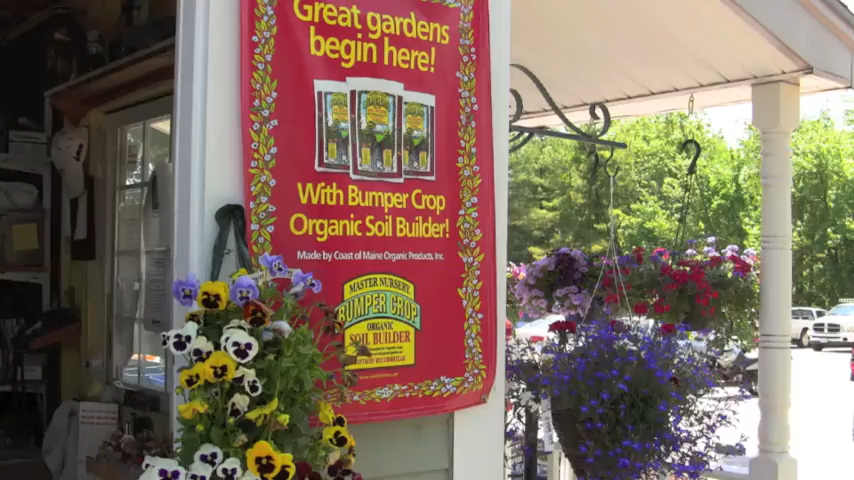 Great gardens
begin here!
With Bumper Crop
Organic Soil Builder!
Made by Coast of Maine Organic Products, Inc.
MASTER NURSERY
BUMPER CROP
ORGANIC
SOIL BUILDER